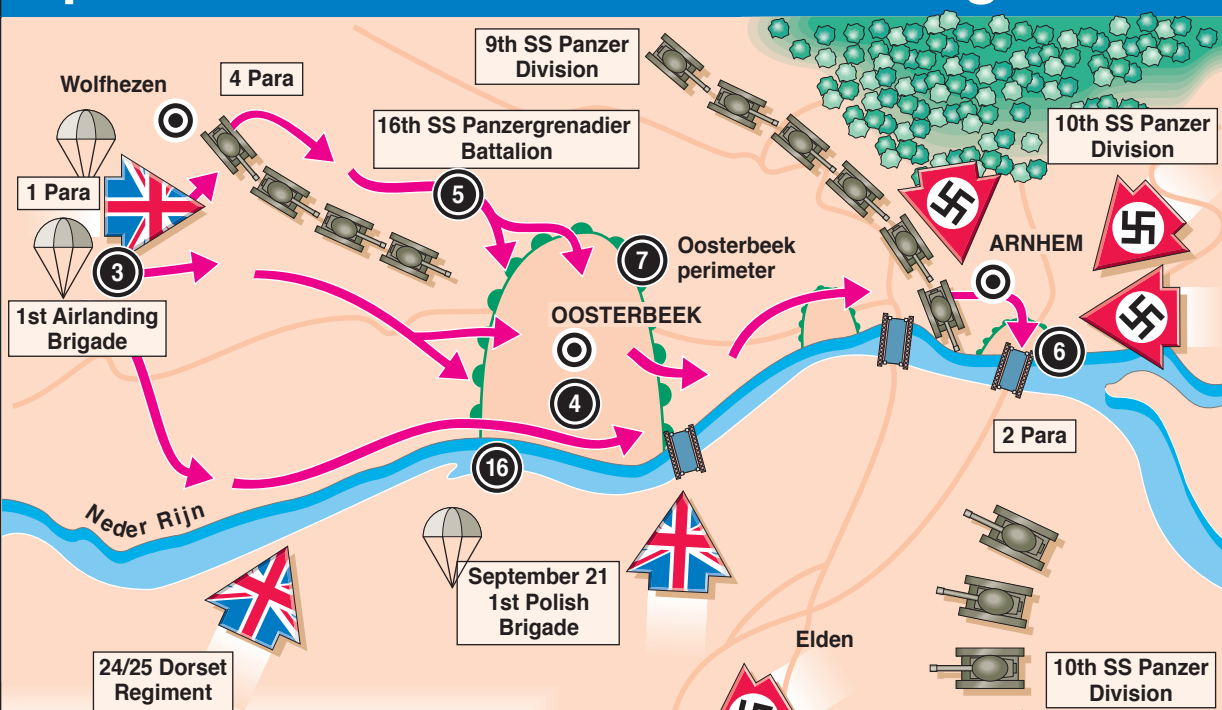 9th SS Panzer
Division
Wolfhezen
4 Para
16th SS Panzergrenadier
Battalion
10th SS Panzer
Division
1 Para
5
3
7
Oosterbeek
perimeter
ARNHEM
1st Airlanding
Brigade
OOSTERBEEK
6
4
2 Para
16
Neder Rijn
September 21
1st Polish
Brigade
Elden
24/25 Dorset
Regiment
10th SS Panzer
Division